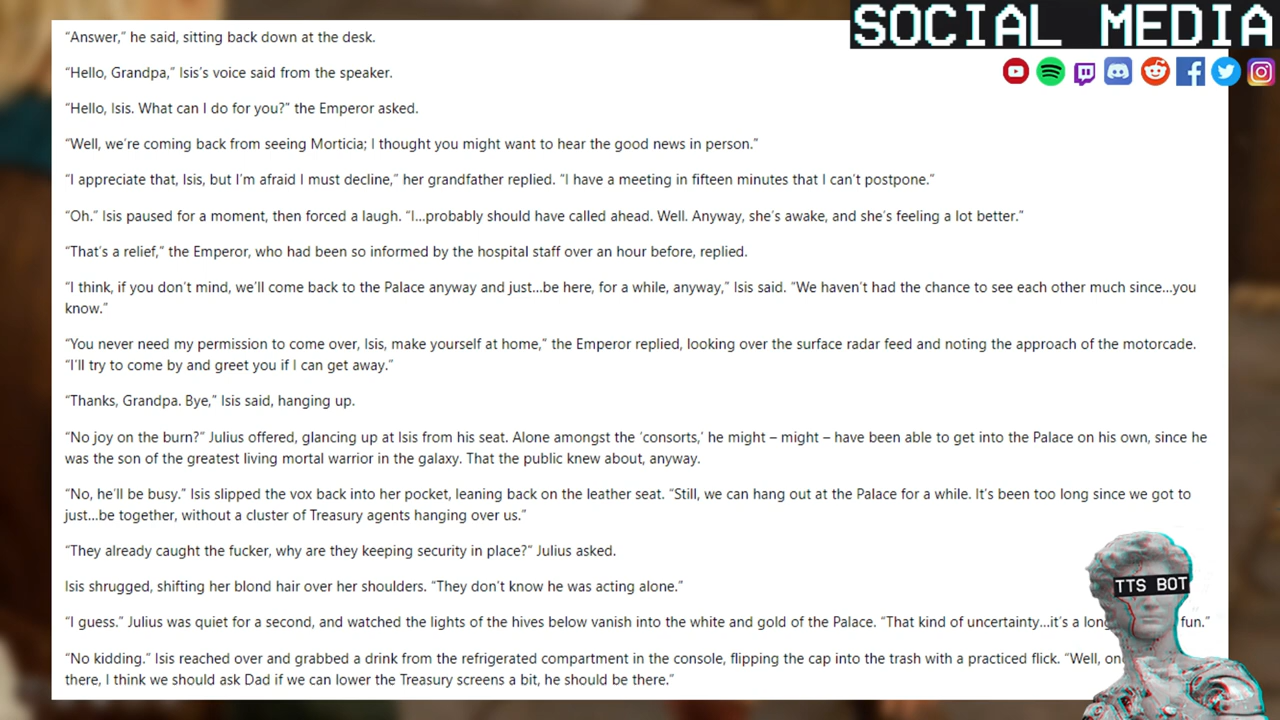 SOCIAL MEDIA
“Answer,” he said, sitting back down at the desk.
“Hello, Grandpa,” Isis’s voice said from the speaker.
“Hello, Isis. What can I do for you?” the Emperor asked.
“Well, we’re coming back from seeing Morticia; I thought you might want to hear the good news in person.”
“I appreciate that, Isis, but I’m afraid I must decline,” her grandfather replied. “I have a meeting in fifteen minutes that I can’t postpone.”
“Oh.” Isis paused for a moment, then forced a laugh. “I…probably should have called ahead. Well. Anyway, she’s awake, and she’s feeling a lot better.”
“That’s a relief,” the Emperor, who had been so informed by the hospital staff over an hour before, replied.
“I think, if you don’t mind, we’ll come back to the Palace anyway and just…be here, for a while, anyway,” Isis said. “We haven’t had the chance to see each other much since…you
know.”
“You never need my permission to come over, Isis, make yourself at home,” the Emperor replied, looking over the surface radar feed and noting the approach of the motorcade.
“I’ll try to come by and greet you if I can get away.”
“Thanks, Grandpa. Bye,” Isis said, hanging up.
“No joy on the burn?” Julius offered, glancing up at Isis from his seat. Alone amongst the ‘consorts,’ he might – might – have been able to get into the Palace on his own, since he
was the son of the greatest living mortal warrior in the galaxy. That the public knew about, anyway.
“No, he’ll be busy.” Isis slipped the vox back into her pocket, leaning back on the leather seat. “Still, we can hang out at the Palace for a while. It’s been too long since we got to
just…be together, without a cluster of Treasury agents hanging over us.”
“They already caught the fucker, why are they keeping security in place?” Julius asked.
Isis shrugged, shifting her blond hair over her shoulders. “They don’t know he was acting alone.”
“I guess.” Julius was quiet for a second, and watched the lights of the hives below vanish into the white and gold of the Palace. “That kind of uncertainty…it’s a fun.”
“No kidding.” Isis reached over and grabbed a drink from the refrigerated compartment in the console, flipping the cap into the trash with a practiced flick. “Well,
there, I think we should ask Dad if we can lower the Treasury screens a bit, he should be there.”
TTS BOT